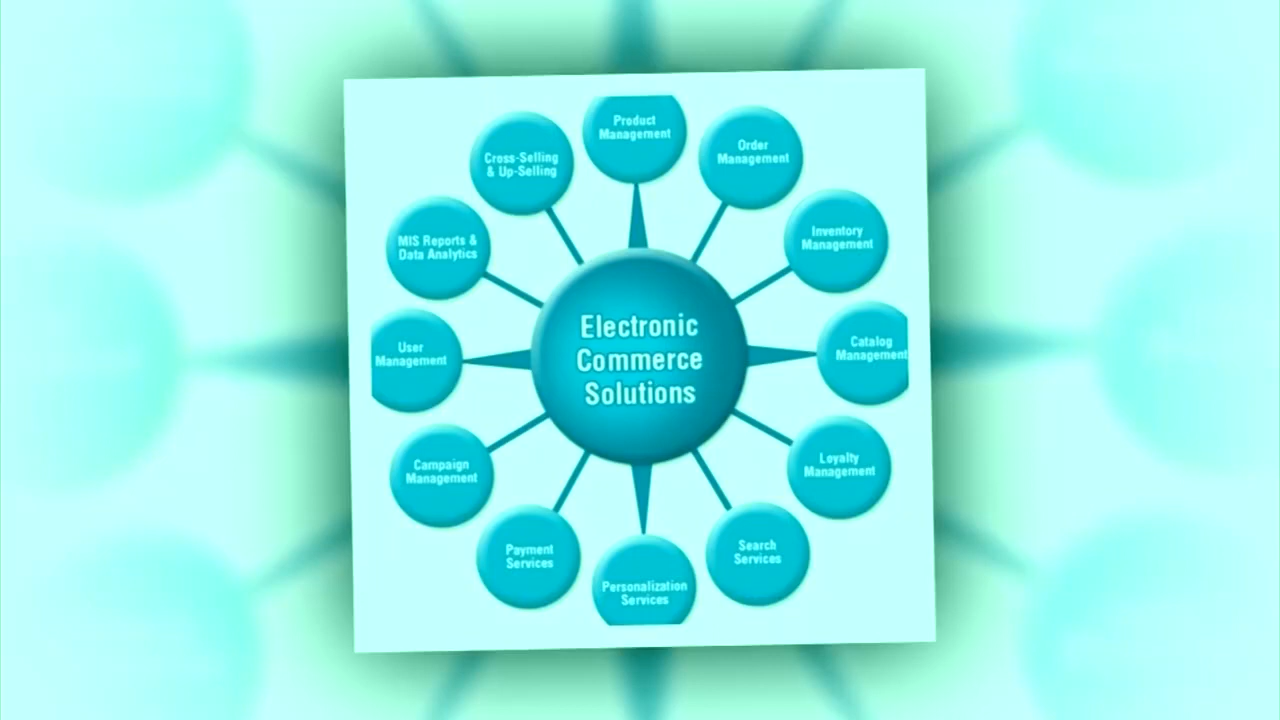 Product
Management
Order
Management
Cross-Selling
& Up-Selling
Inventory
Management
MIS Reports &
Data Analytics
Electronic
Commerce
Solutions
Catalog
Management
User
Management
Loyalty
Management
Campaign
Management
Search
Services
Payment
Services
Personalization
Services